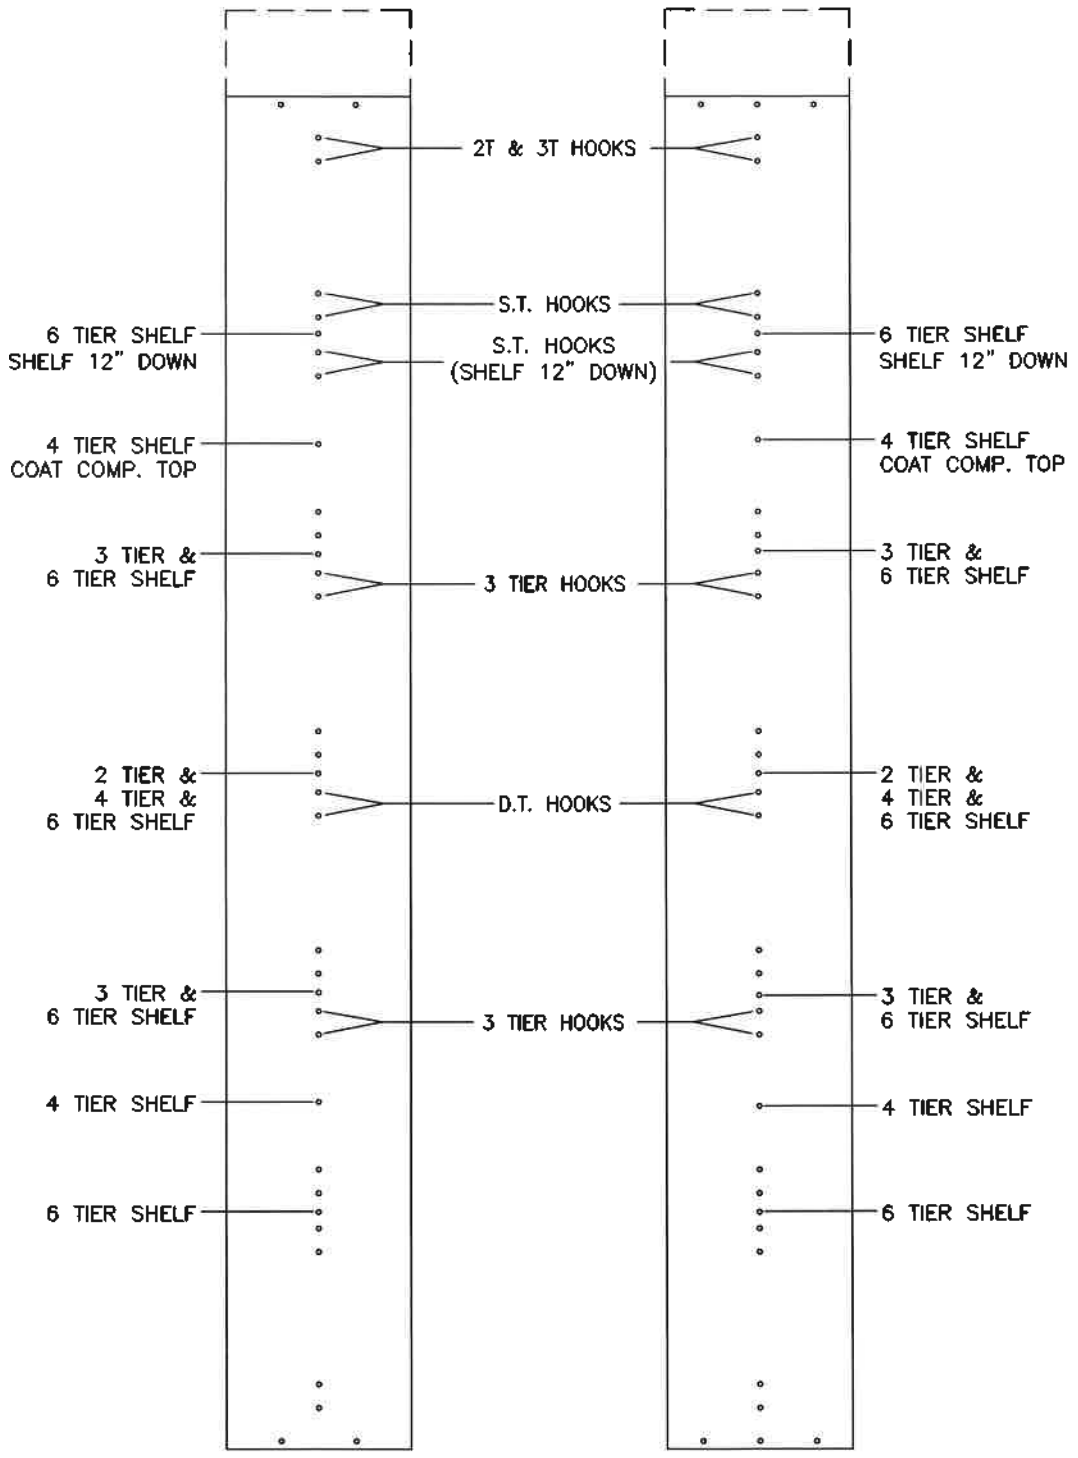 2T & 3T HOOKS
S.T. HOOKS
6 TIER SHELF
SHELF 12" DOWN
S.T. HOOKS
(SHELF 12" DOWN)
6 TIER SHELF
SHELF 12" DOWN
4 TIER SHELF
COAT COMP. TOP
4 TIER SHELF
COAT COMP. TOP
3 TIER &
6 TIER SHELF
3 TIER HOOKS
3 TIER &
6 TIER SHELF
2 TIER &
4 TIER &
6 TIER SHELF
D.T. HOOKS
2 TIER &
4 TIER &
6 TIER SHELF
3 TIER &
6 TIER SHELF
3 TIER HOOKS
3 TIER &
6 TIER SHELF
4 TIER SHELF
4 TIER SHELF
6 TIER SHELF
6 TIER SHELF